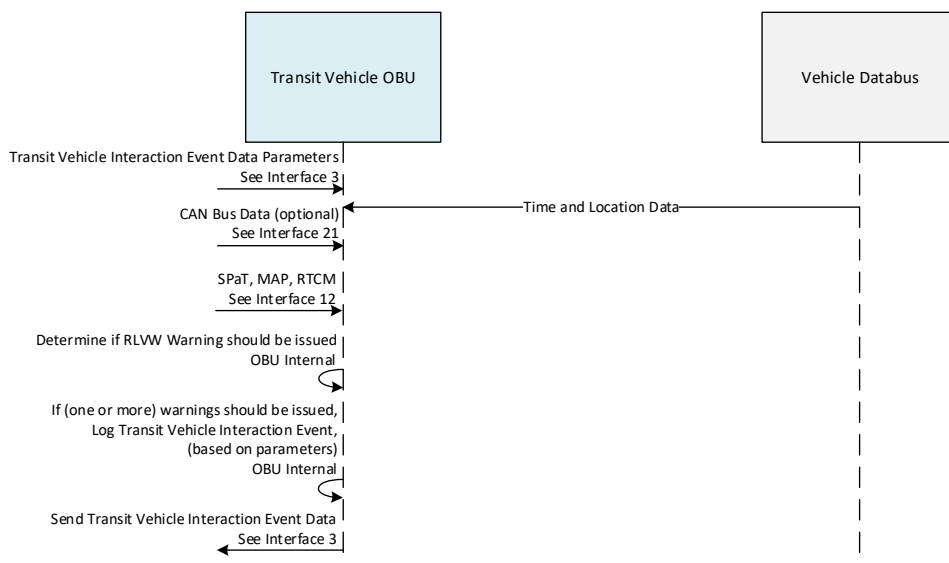 Transit Vehicle OBU
Vehicle Databus
Transit Vehicle Interaction Event Data Parameters
See Interface 3
Time and Location Data
CAN Bus Data (optional)
See Interface 21
SPaT, MAP, RTCM
See Interface 12
Determine if RLVW Warning should be issued
OBU Internal
If (one or more) warnings should be issued,
Log Transit Vehicle Interaction Event,
(based on parameters)
OBU Internal
Send Transit Vehicle Interaction Event Data
See Interface 3